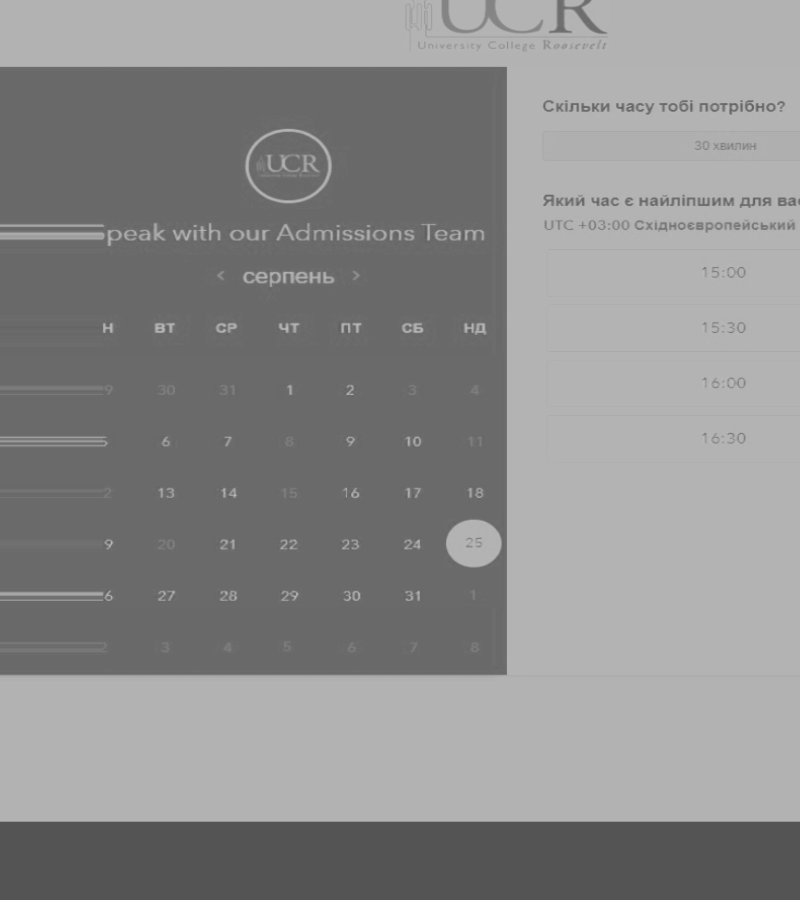 UCR
University College Roosevelt
UCR
peak with our Admissions Team
< серпень >
Н ВТ СР ЧТ ПТ СБ НД
9 30 31 1 2 3 4
5 6 7 8 9 10 11
2 13 14 15 16 17 18
9 20 21 22 23 24 25
6 27 28 29 30 31 1
2 3 4 5 6 7 8
Скільки часу тобі потрібно?
30 хвилин
Який час є найліпшим для вас
UTC +03:00 Східноєвропейський
15:00
15:30
16:00
16:30